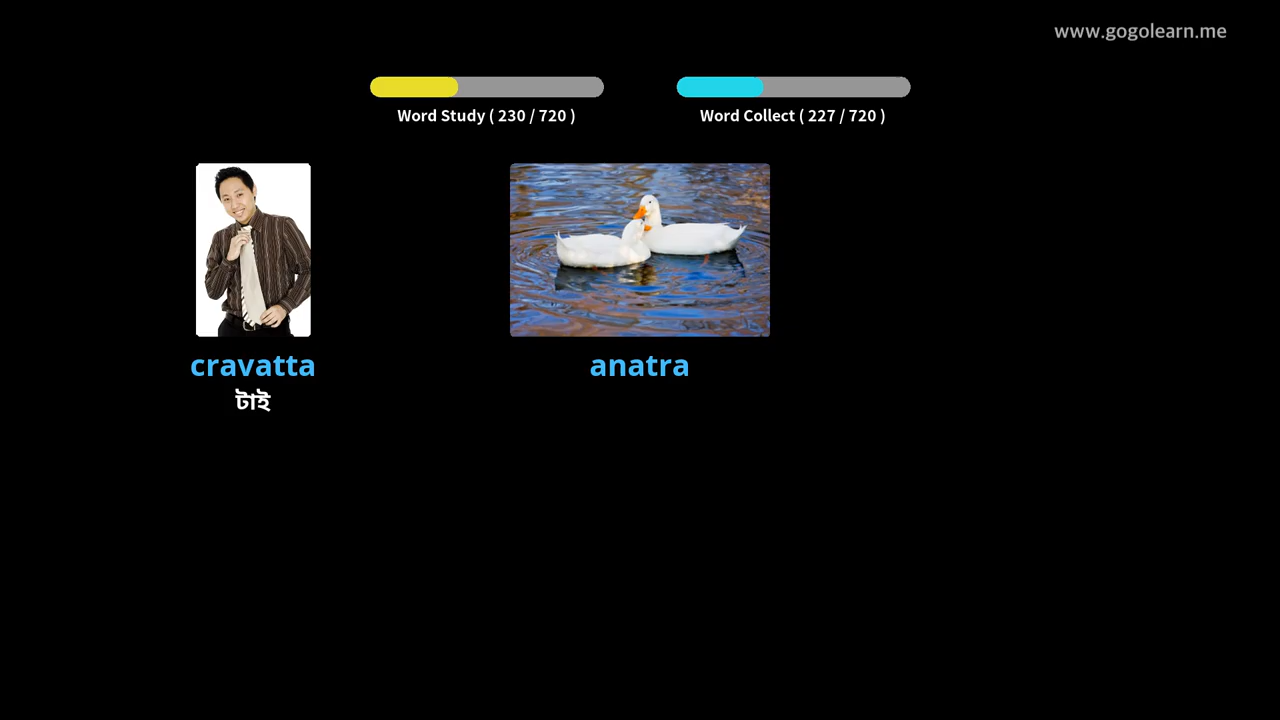 www.gogolearn.me
Word Study ( 230 / 720 )
Word Collect ( 227 / 720 )
cravatta
anatra
টাই